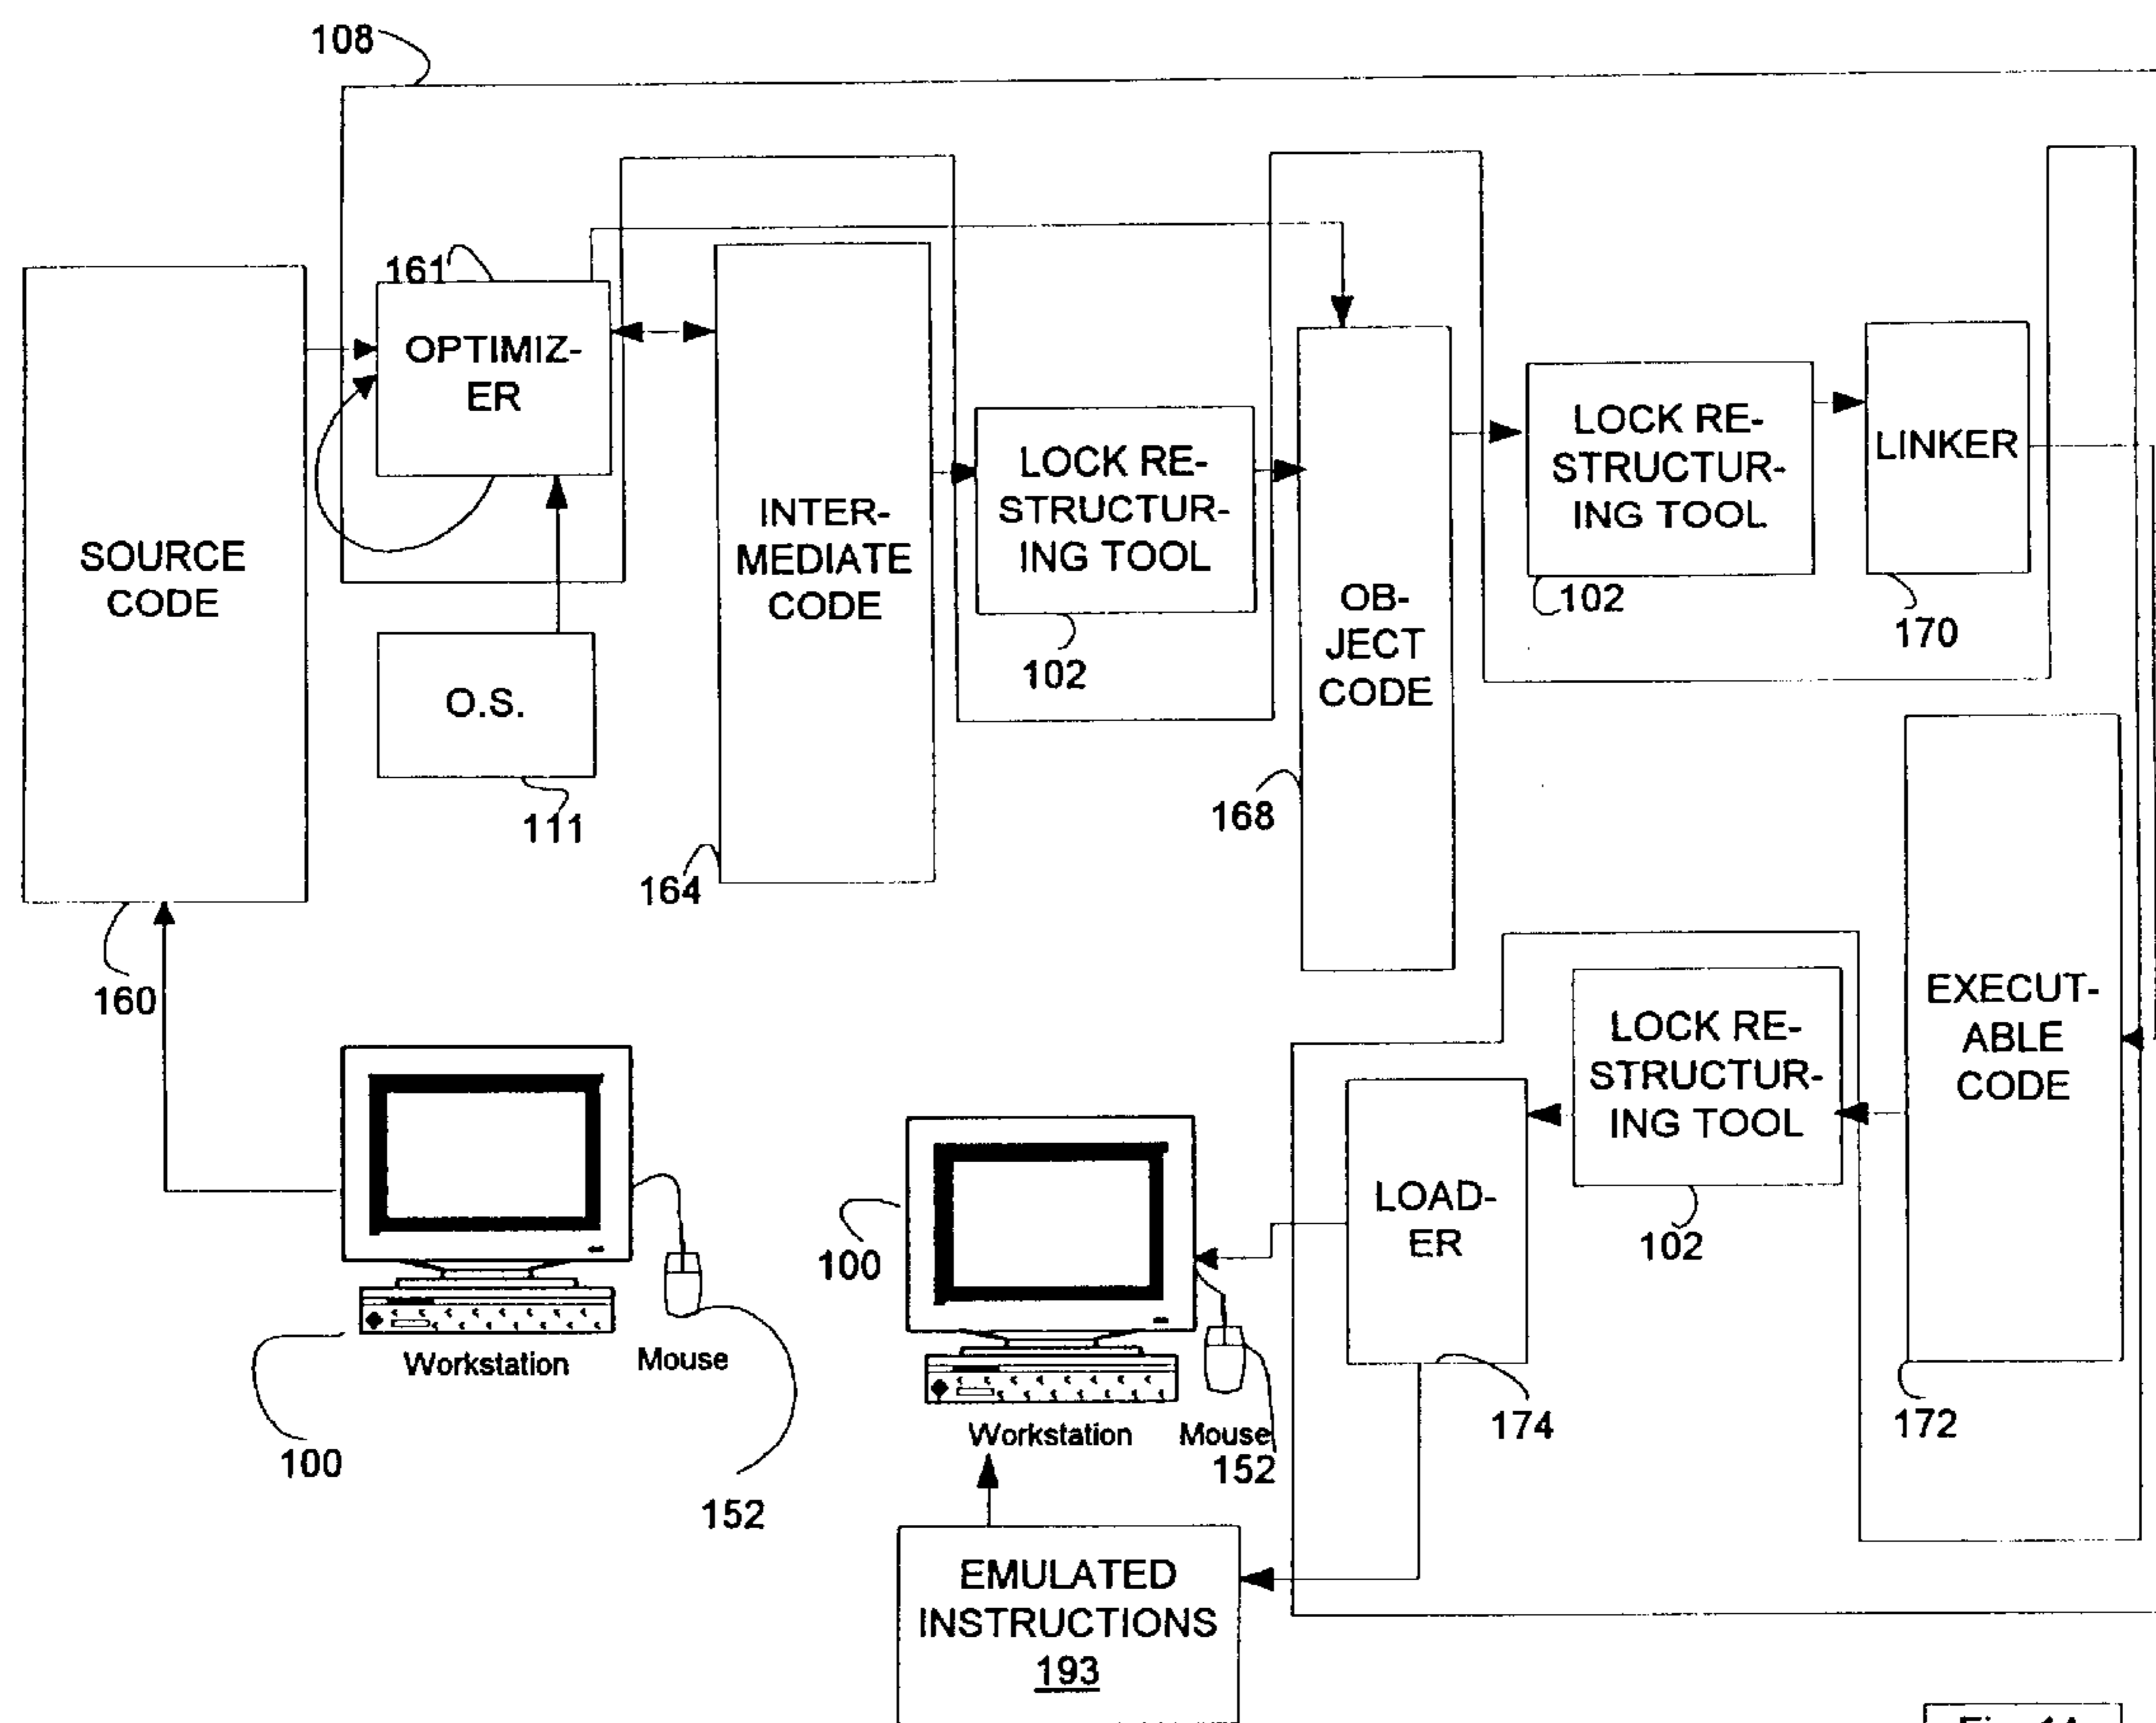 108
161
OPTIMIZ-
ER
SOURCE
CODE
INTER-
MEDIATE
CODE
LOCK RE-
STRUCTUR-
ING TOOL
102
OB-
JECT
CODE
LOCK RE-
STRUCTUR-
ING TOOL
102
LINKER
170
O.S.
111
164
168
160
EXECUT-
ABLE
CODE
172
LOCK RE-
STRUCTUR-
ING TOOL
102
LOAD-
ER
174
100
Workstation
Mouse
100
152
Workstation
Mouse
152
EMULATED
INSTRUCTIONS
193
Fig. 1A